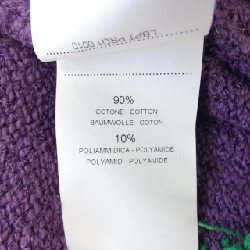 90%
COTONE - COTTON
BAUMWOLLE - COTON
10%
POLIAMMIDICA - POLYAMIDE
POLYAMID - POLYAMIDE